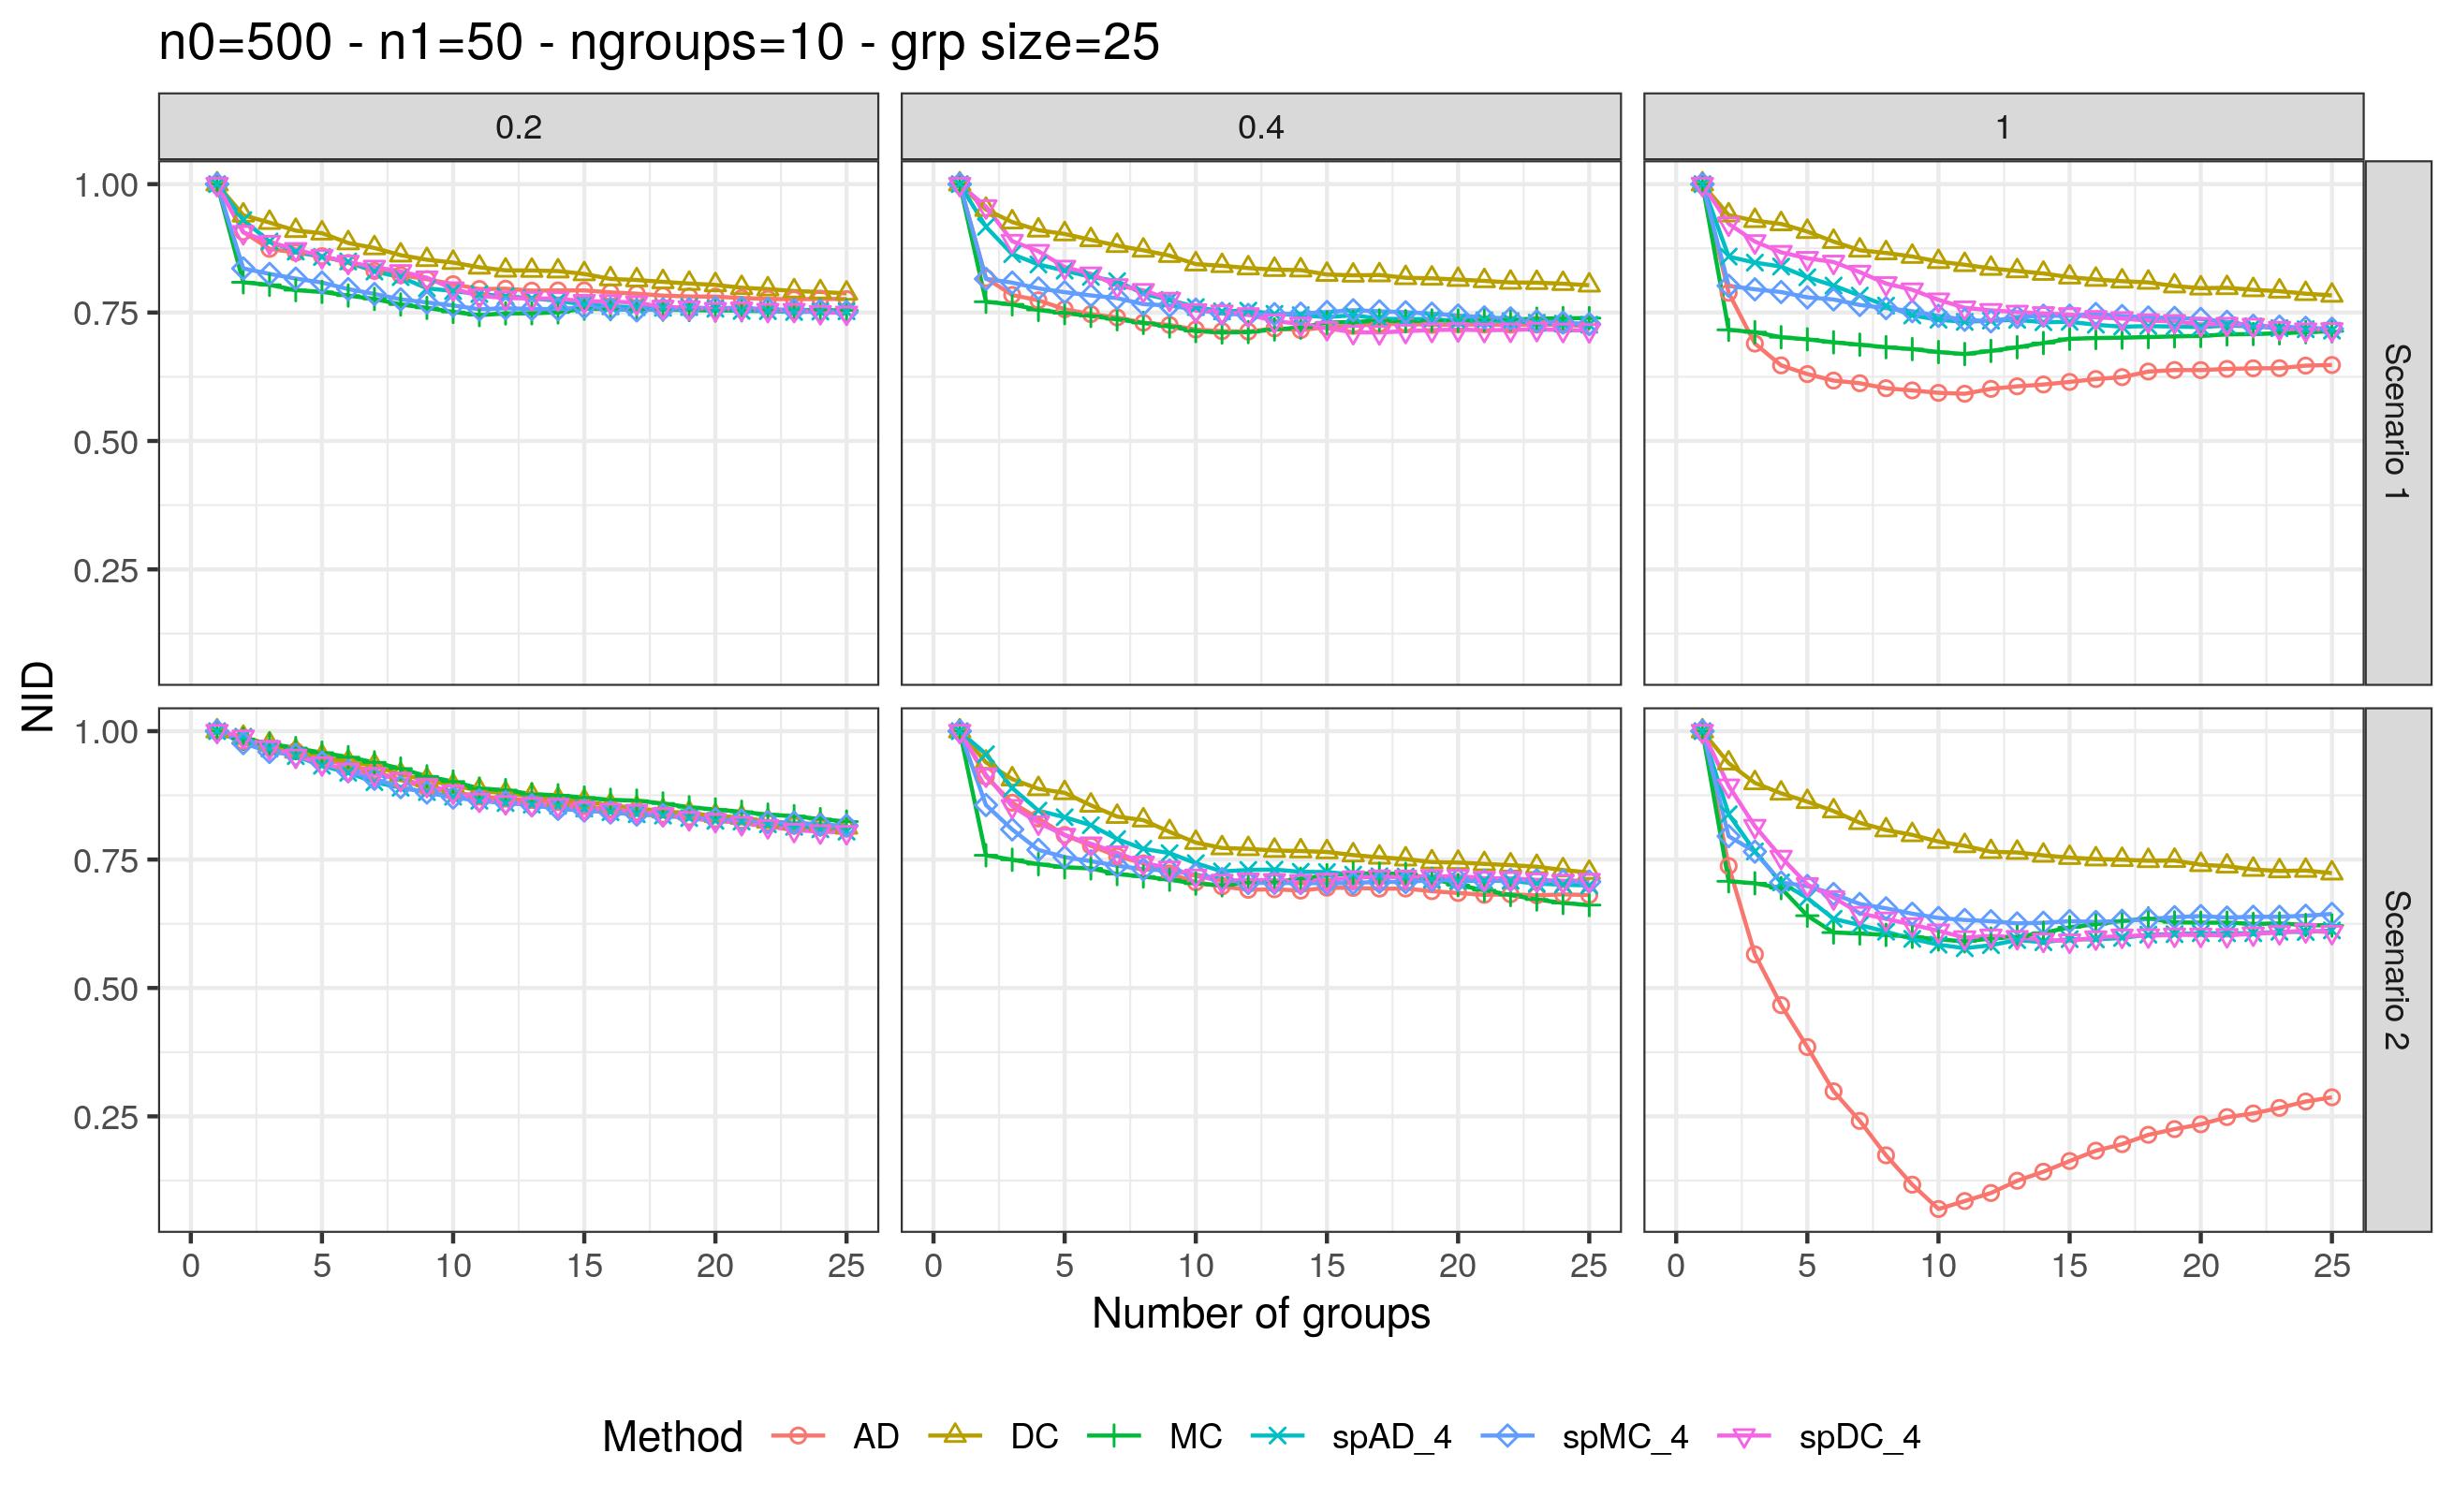 n0=500 - n1=50 - ngroups=10 - grp size=25
0.2 0.4 1
1.00
0.75
0.50
0.25
Scenario 1
NID
1.00
0.75
0.50
0.25
Scenario 2
0 5 10 15 20 25 0 5 10 15 20 25 0 5 10 15 20 25
Number of groups
Method AD DC MC spAD_4 spMC_4 spDC_4